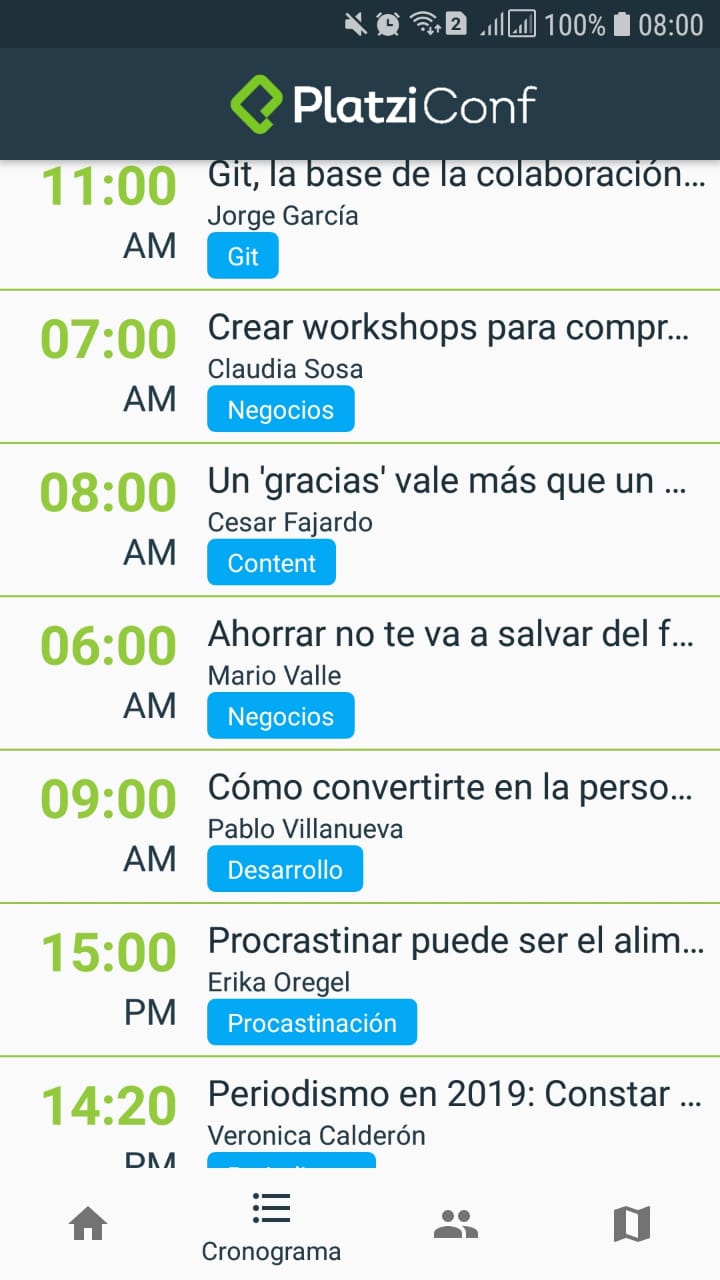 2 100% 08:00
Platzi Conf
11:00 AM
Git, la base de la colaboración...
Jorge García
Git
07:00 AM
Crear workshops para compr...
Claudia Sosa
Negocios
08:00 AM
Un 'gracias' vale más que un ...
Cesar Fajardo
Content
06:00 AM
Ahorrar no te va a salvar del f...
Mario Valle
Negocios
09:00 AM
Cómo convertirte en la perso...
Pablo Villanueva
Desarrollo
15:00 PM
Procrastinar puede ser el alim...
Erika Oregel
Procastinación
14:20 PM
Periodismo en 2019: Constar ...
Veronica Calderón
Cronograma